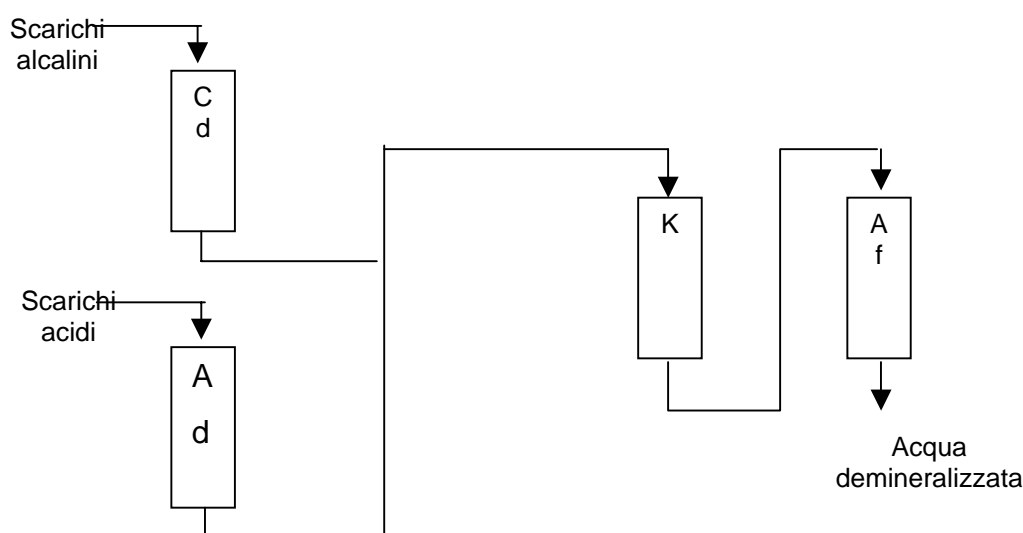 Scarichi
alcalini
C
d
K
A
f
Scarichi
acidi
A
d
Acqua
demineralizzata